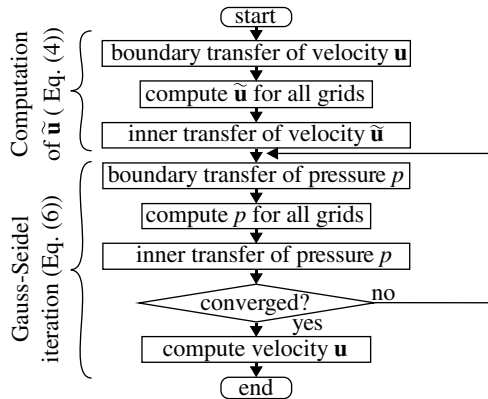 start
boundary transfer of velocity u
compute ũ for all grids
inner transfer of velocity ũ
Computation
of ũ ( Eq. (4))
boundary transfer of pressure p
compute p for all grids
inner transfer of pressure p
converged?
no
yes
compute velocity u
Gauss-Seidel
iteration (Eq. (6))
end